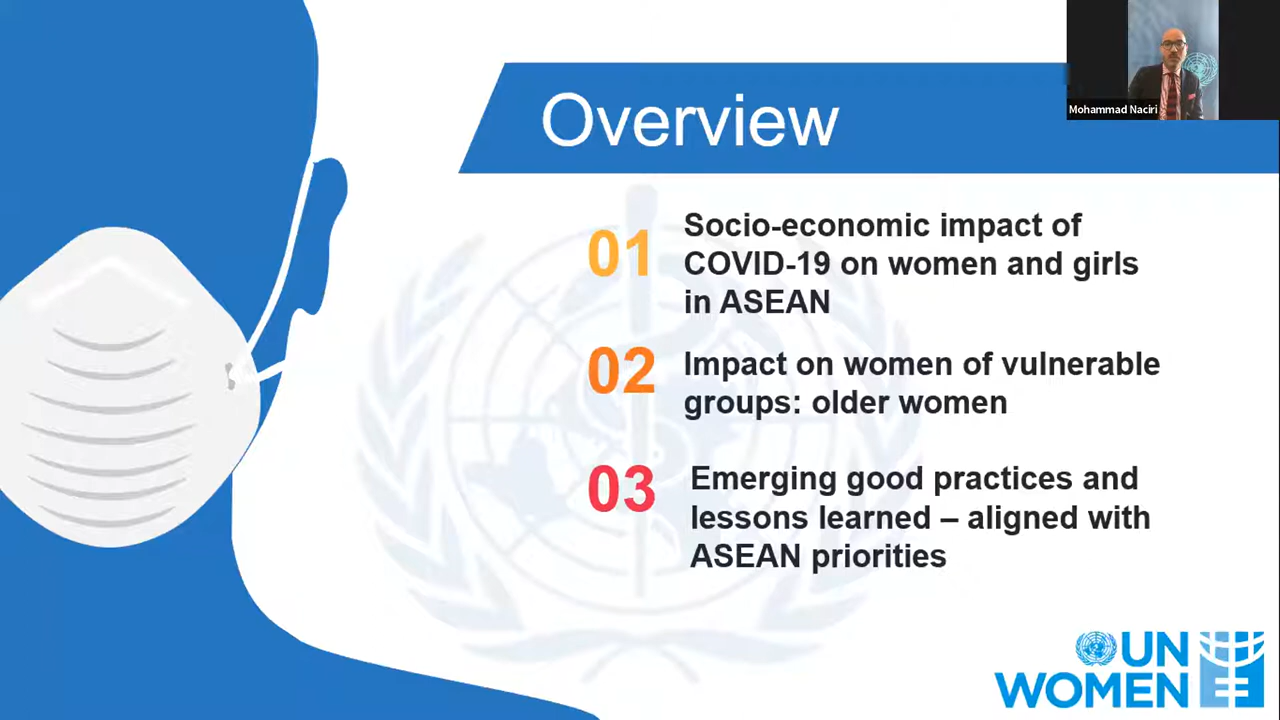 Mohammad Naciri
Overview
01
Socio-economic impact of
COVID-19 on women and girls
in ASEAN
02
Impact on women of vulnerable
groups: older women
03
Emerging good practices and
lessons learned – aligned with
ASEAN priorities
UN
WOMEN